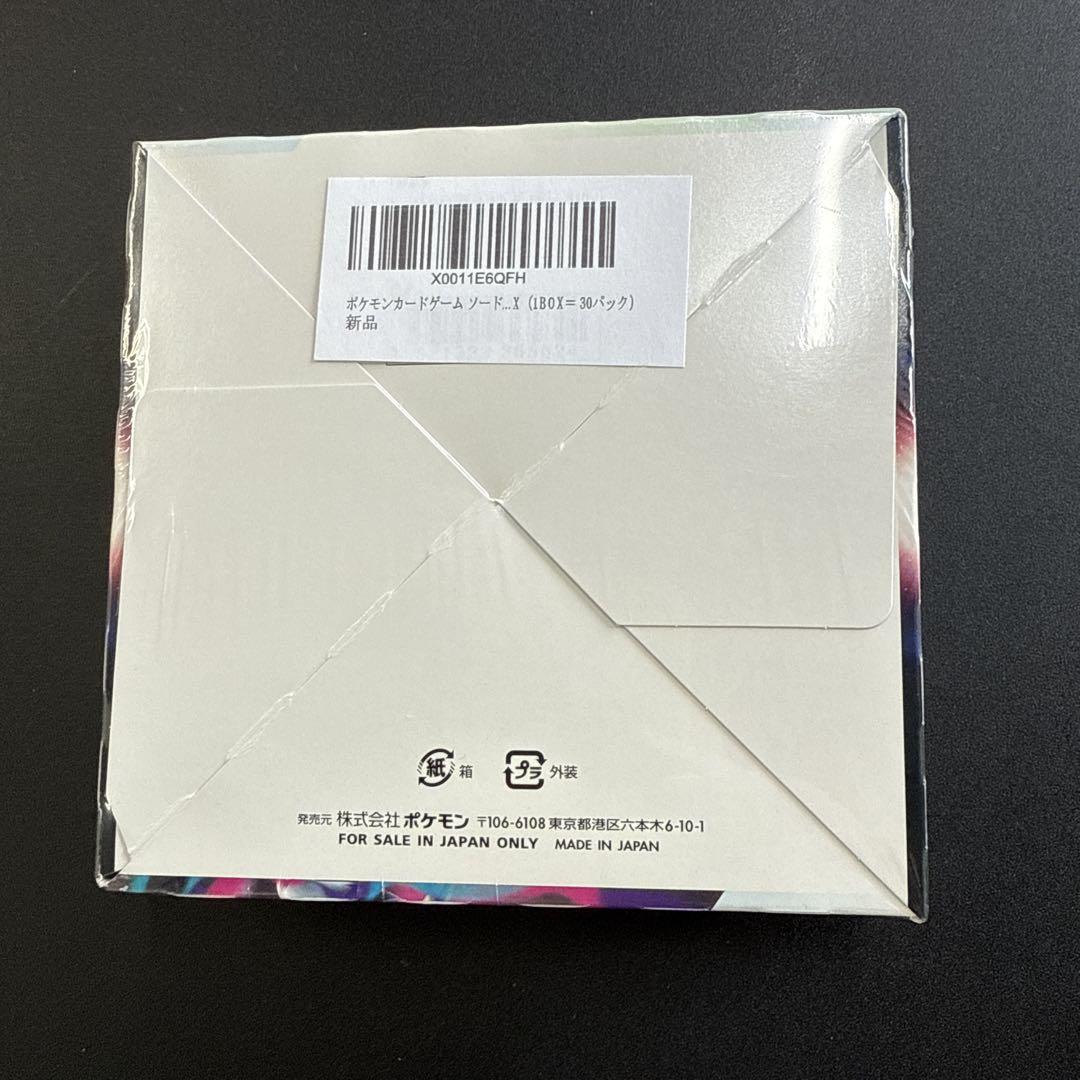 X0011E6QFH
ポケモンカードゲーム ソード...X (1BOX＝30パック)
新品
紙 箱 プラ 外装
発売元 株式会社 ポケモン 〒106-6108 東京都港区六本木6-10-1
FOR SALE IN JAPAN ONLY MADE IN JAPAN